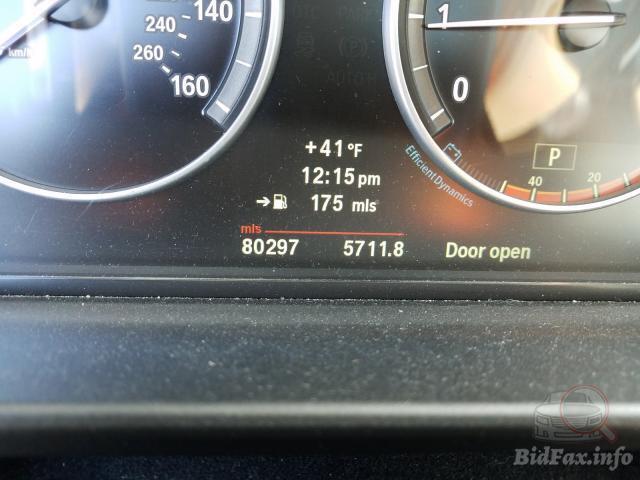 140
240
km/h
260
160
1
0
+41°F
12:15 pm
175 mls
Efficient Dynamics
P
40
20
mls
80297 5711.8 Door open
BidFax.info